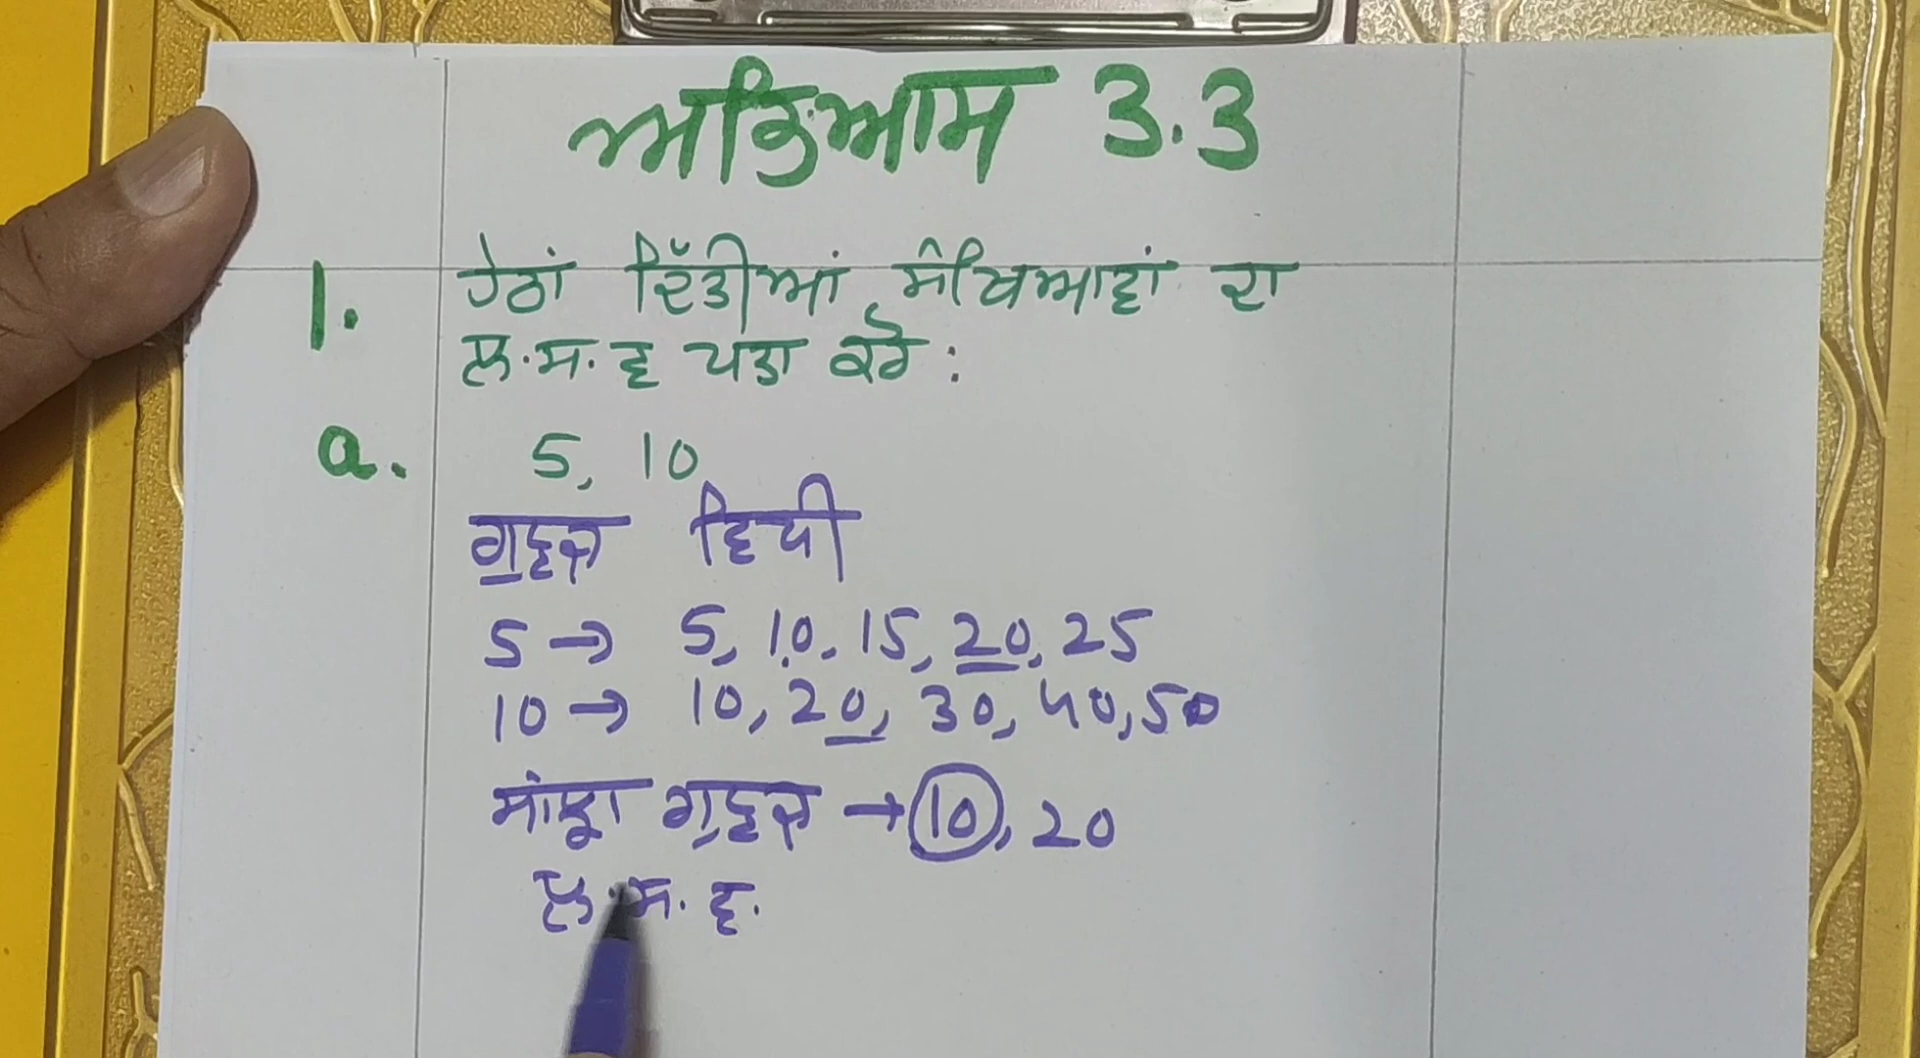 ਅਭਿਆਸ 3.3
1. ਹੇਠਾਂ ਦਿੱਤੀਆਂ ਸੰਖਿਆਵਾਂ ਦਾ
ਲ.ਸ.ਵ ਪਤਾ ਕਰੋ :
a. 5, 10
ਗੁਣਜ ਵਿਧੀ
5 → 5, 10, 15, 20, 25
10 → 10, 20, 30, 40, 50
ਸਾਂਝਾ ਗੁਣਜ → 10, 20
ਲ.ਸ.ਵ.